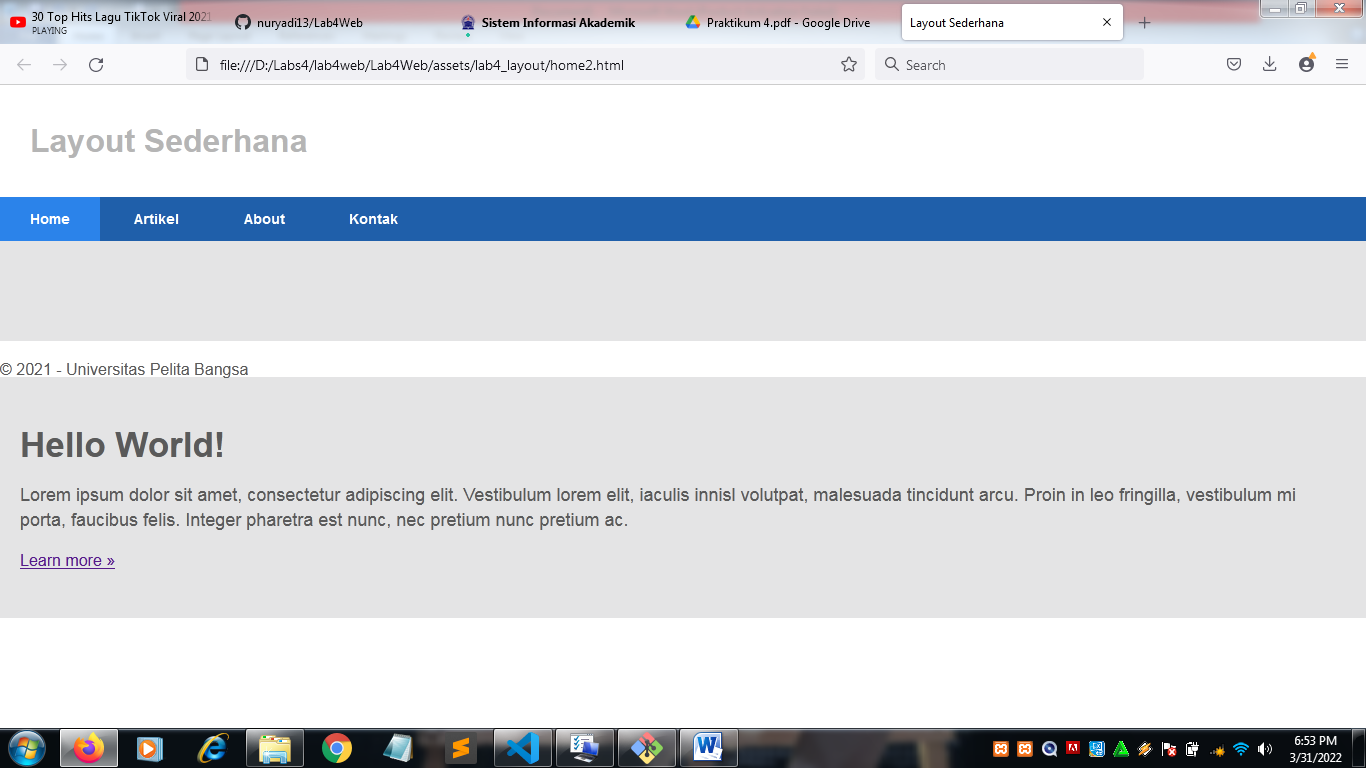 30 Top Hits Lagu TikTok Viral 2021
PLAYING
nuryadi13/Lab4Web
Sistem Informasi Akademik
Praktikum 4.pdf - Google Drive
Layout Sederhana
file:///D:/Labs4/lab4web/Lab4Web/assets/lab4_layout/home2.html
Search
Layout Sederhana
Home Artikel About Kontak
© 2021 - Universitas Pelita Bangsa
Hello World!
Lorem ipsum dolor sit amet, consectetur adipiscing elit. Vestibulum lorem elit, iaculis innisl volutpat, malesuada tincidunt arcu. Proin in leo fringilla, vestibulum mi
porta, faucibus felis. Integer pharetra est nunc, nec pretium nunc pretium ac.
Learn more »
6:53 PM
3/31/2022